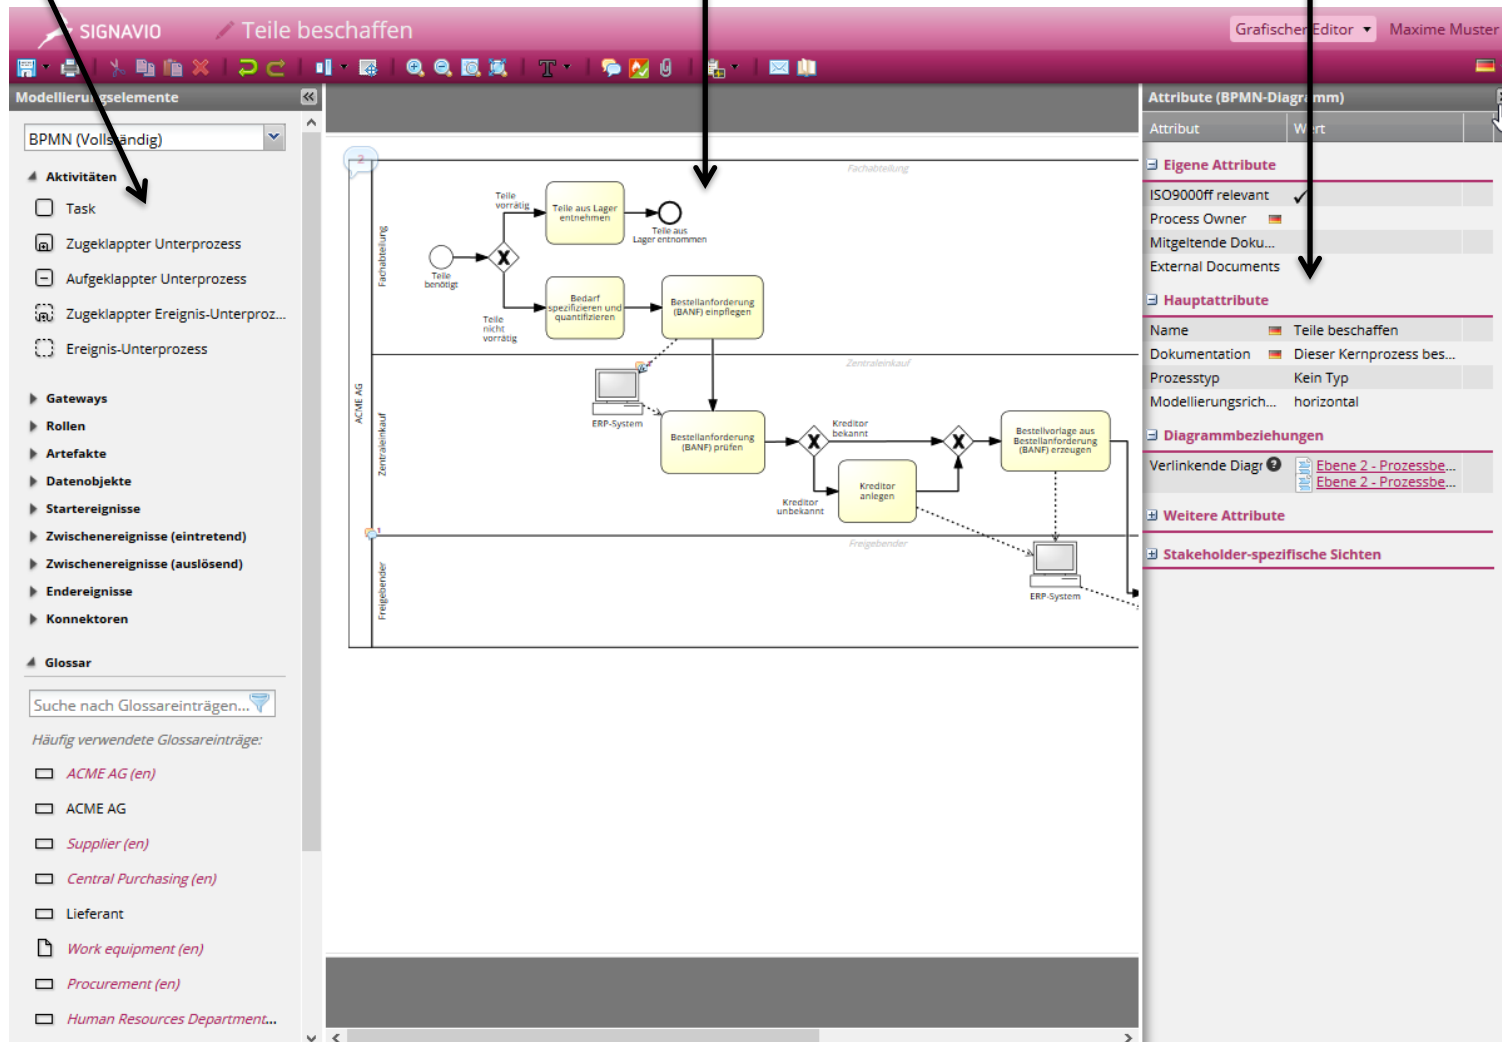 SIGNAVIO
Teile beschaffen
Grafischer Editor
Maxime Muster
Modellierungselemente
BPMN (Vollständig)
Aktivitäten
Task
Zugeklappter Unterprozess
Aufgeklappter Unterprozess
Zugeklappter Ereignis-Unterproz...
Ereignis-Unterprozess
Gateways
Rollen
Artefakte
Datenobjekte
Startereignisse
Zwischenereignisse (eintretend)
Zwischenereignisse (auslösend)
Endereignisse
Konnektoren
Glossar
Suche nach Glossareinträgen...
Häufig verwendete Glossareinträge:
ACME AG (en)
ACME AG
Supplier (en)
Central Purchasing (en)
Lieferant
Work equipment (en)
Procurement (en)
Human Resources Department...
2
ACME AG
Fachabteilung
Fachabteilung
Teile
benötigt
X
Teile
vorrätig
Teile aus Lager
entnehmen
Teile aus
Lager entnommen
Teile
nicht
vorrätig
Bedarf
spezifizieren und
quantifizieren
Bestellanforderung
(BANF) einpflegen
Zentraleinkauf
Zentraleinkauf
ERP-System
Bestellanforderung
(BANF) prüfen
X
Kreditor
bekannt
Kreditor
unbekannt
Kreditor
anlegen
X
Bestellvorlage aus
Bestellanforderung
(BANF) erzeugen
1
Freigebender
Freigebender
ERP-System
Attribute (BPMN-Diagramm)
Attribut Wert
Eigene Attribute
ISO9000ff relevant
Process Owner
Mitgeltende Doku...
External Documents
Hauptattribute
Name Teile beschaffen
Dokumentation Dieser Kernprozess bes...
Prozesstyp Kein Typ
Modellierungsrich... horizontal
Diagrammbeziehungen
Verlinkende Diagr ? Ebene 2 - Prozessbe...
Ebene 2 - Prozessbe...
Weitere Attribute
Stakeholder-spezifische Sichten